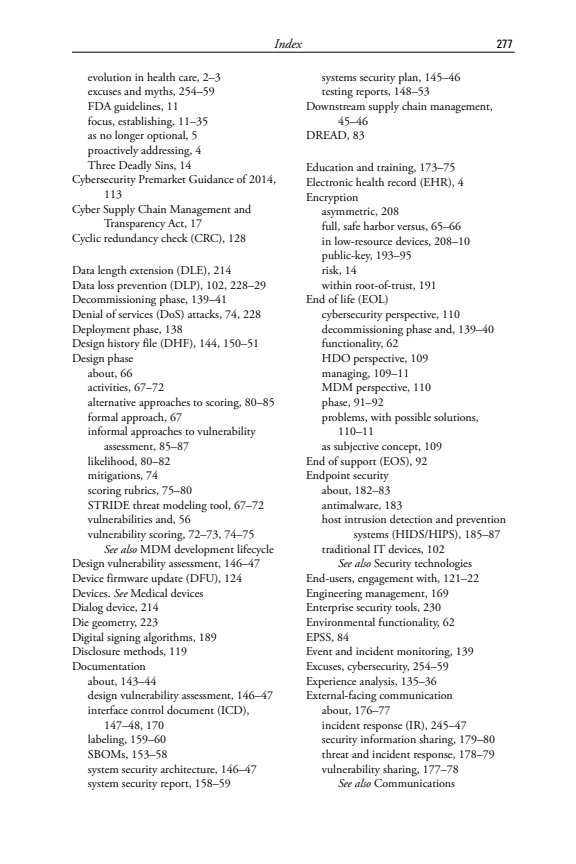 Index 277
evolution in health care, 2–3
excuses and myths, 254–59
FDA guidelines, 11
focus, establishing, 11–35
as no longer optional, 5
proactively addressing, 4
Three Deadly Sins, 14
Cybersecurity Premarket Guidance of 2014,
113
Cyber Supply Chain Management and
Transparency Act, 17
Cyclic redundancy check (CRC), 128
Data length extension (DLE), 214
Data loss prevention (DLP), 102, 228–29
Decommissioning phase, 139–41
Denial of services (DoS) attacks, 74, 228
Deployment phase, 138
Design history file (DHF), 144, 150–51
Design phase
about, 66
activities, 67–72
alternative approaches to scoring, 80–85
formal approach, 67
informal approaches to vulnerability
assessment, 85–87
likelihood, 80–82
mitigations, 74
scoring rubrics, 75–80
STRIDE threat modeling tool, 67–72
vulnerabilities and, 56
vulnerability scoring, 72–73, 74–75
See also MDM development lifecycle
Design vulnerability assessment, 146–47
Device firmware update (DFU), 124
Devices. See Medical devices
Dialog device, 214
Die geometry, 223
Digital signing algorithms, 189
Disclosure methods, 119
Documentation
about, 143–44
design vulnerability assessment, 146–47
interface control document (ICD),
147–48, 170
labeling, 159–60
SBOMs, 153–58
system security architecture, 146–47
system security report, 158–59
systems security plan, 145–46
testing reports, 148–53
Downstream supply chain management,
45–46
DREAD, 83
Education and training, 173–75
Electronic health record (EHR), 4
Encryption
asymmetric, 208
full, safe harbor versus, 65–66
in low-resource devices, 208–10
public-key, 193–95
risk, 14
within root-of-trust, 191
End of life (EOL)
cybersecurity perspective, 110
decommissioning phase and, 139–40
functionality, 62
HDO perspective, 109
managing, 109–11
MDM perspective, 110
phase, 91–92
problems, with possible solutions,
110–11
as subjective concept, 109
End of support (EOS), 92
Endpoint security
about, 182–83
antimalware, 183
host intrusion detection and prevention
systems (HIDS/HIPS), 185–87
traditional IT devices, 102
See also Security technologies
End-users, engagement with, 121–22
Engineering management, 169
Enterprise security tools, 230
Environmental functionality, 62
EPSS, 84
Event and incident monitoring, 139
Excuses, cybersecurity, 254–59
Experience analysis, 135–36
External-facing communication
about, 176–77
incident response (IR), 245–47
security information sharing, 179–80
threat and incident response, 178–79
vulnerability sharing, 177–78
See also Communications